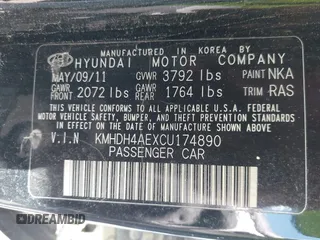 MANUFACTURED IN KOREA BY
HYUNDAI MOTOR COMPANY
MAY/09/11 GVWR 3792 lbs PAINT NKA
GAWR FRONT 2072 lbs GAWR REAR 1764 lbs TRIM RAS
THIS VEHICLE CONFORMS TO ALL APPLICABLE U.S.A. FEDERAL
MOTOR VEHICLE SAFETY, BUMPER, AND THEFT PREVENTION
STANDARDS IN EFFECT ON THE DATE OF MANUFACTURE SHOWN ABOVE.
V.I.N KMHDH4AEXCU174890
PASSENGER CAR
DREAMBID